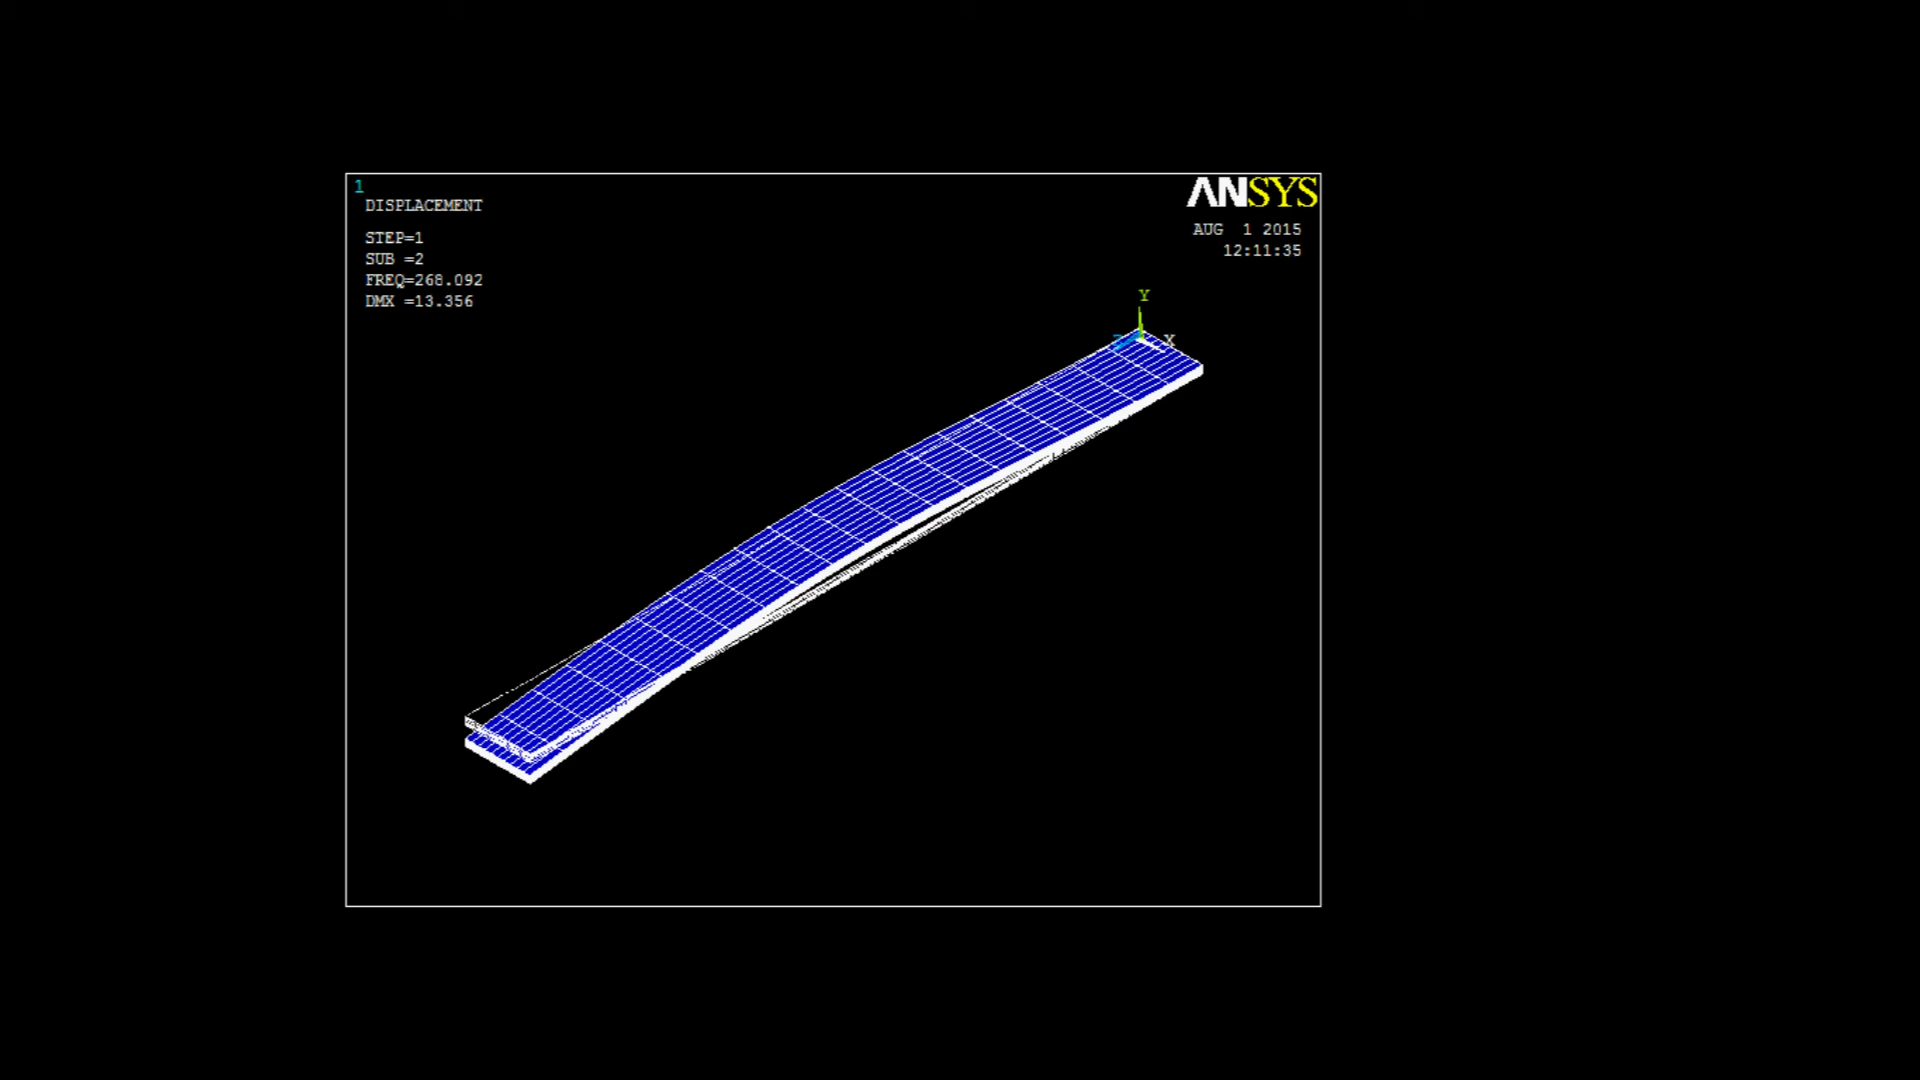 1
DISPLACEMENT
STEP=1
SUB =2
FREQ=268.092
DMX =13.356
ANSYS
AUG 1 2015
12:11:35
Y
Z X